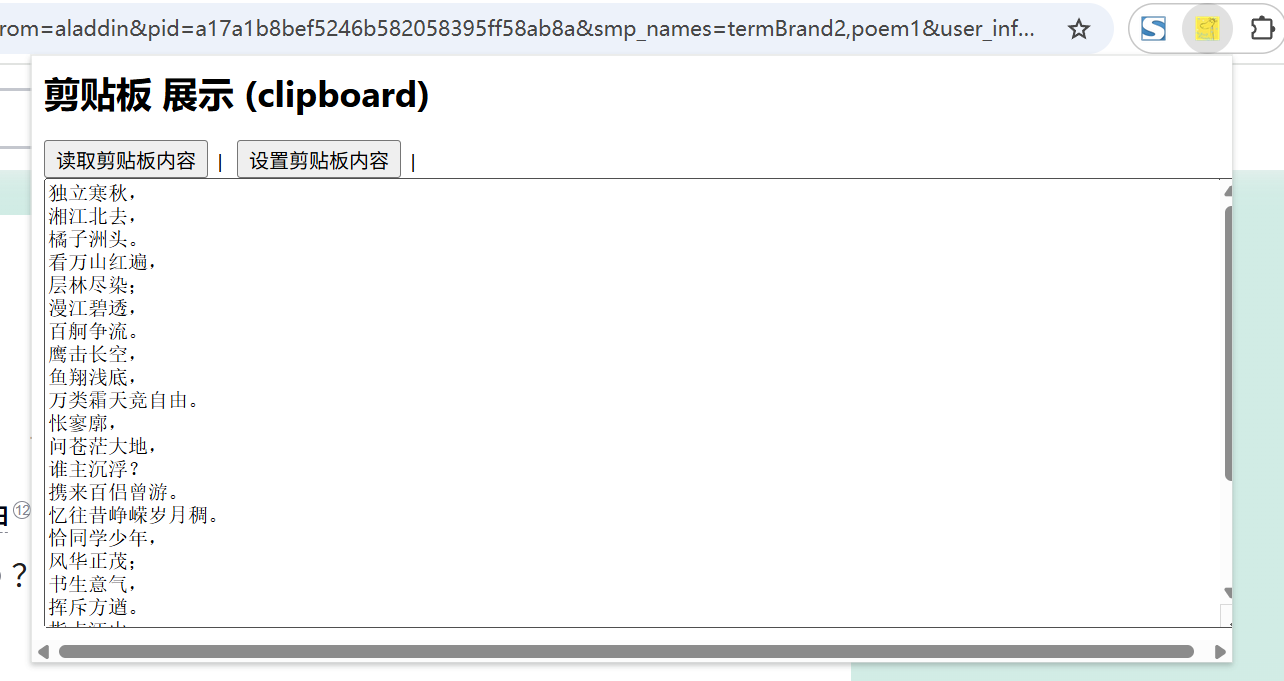 rom=aladdin&pid=a17a1b8bef5246b582058395ff58ab8a&smp_names=termBrand2,poem1&user_inf...
剪贴板 展示 (clipboard)
读取剪贴板内容 | 设置剪贴板内容 |
独立寒秋，
湘江北去，
橘子洲头。
看万山红遍，
层林尽染；
漫江碧透，
百舸争流。
鹰击长空，
鱼翔浅底，
万类霜天竞自由。
怅寥廓，
问苍茫大地，
谁主沉浮？
携来百侣曾游。
忆往昔峥嵘岁月稠。
恰同学少年，
风华正茂；
书生意气，
挥斥方遒。
12
？